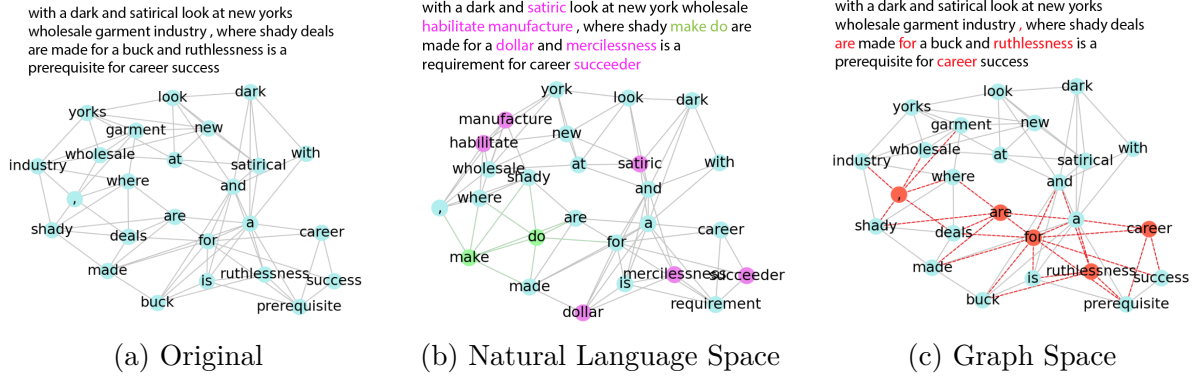 with a dark and satirical look at new yorks
wholesale garment industry , where shady deals
are made for a buck and ruthlessness is a
prerequisite for career success
look
dark
yorks
garment
new
industry
wholesale
at
satirical
with
where
and
,
shady
deals
are
a
for
career
made
is
ruthlessness
success
buck
prerequisite
(a) Original
with a dark and satiric look at new york wholesale
habilitate manufacture , where shady make do are
made for a dollar and mercilessness is a
requirement for career succeeder
york
look
dark
manufacture
new
habilitate
wholesale
shady
at
satiric
with
where
and
,
are
a
do
for
career
make
made
is
mercilessness
succeeder
dollar
requirement
(b) Natural Language Space
with a dark and satirical look at new yorks
wholesale garment industry , where shady deals
are made for a buck and ruthlessness is a
prerequisite for career success
look
dark
yorks
garment
new
industry
wholesale
at
satirical
with
where
and
,
shady
deals
are
a
for
career
made
is
ruthlessness
success
buck
prerequisite
(c) Graph Space